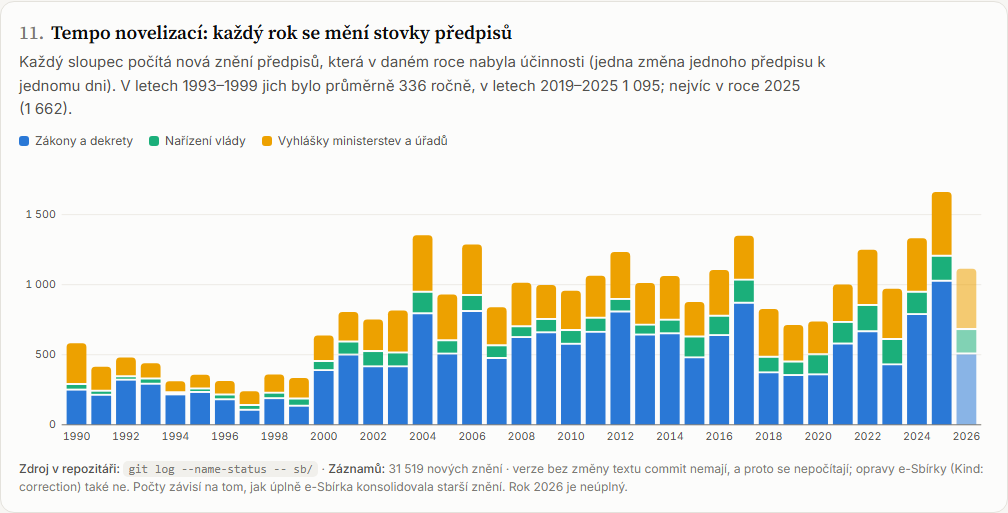 11. Tempo novelizací: každý rok se mění stovky předpisů
Každý sloupec počítá nová znění předpisů, která v daném roce nabyla účinnosti (jedna změna jednoho předpisu k
jednomu dni). V letech 1993–1999 jich bylo průměrně 336 ročně, v letech 2019–2025 1 095; nejvíc v roce 2025
(1 662).
Zákony a dekrety Nařízení vlády Vyhlášky ministerstev a úřadů
1 500
1 000
500
0
1990 1992 1994 1996 1998 2000 2002 2004 2006 2008 2010 2012 2014 2016 2018 2020 2022 2024 2026
Zdroj v repozitáři: git log --name-status -- sb/ · Záznamů: 31 519 nových znění · verze bez změny textu commit nemají, a proto se nepočítají; opravy e-Sbírky (Kind:
correction) také ne. Počty závisí na tom, jak úplně e-Sbírka konsolidovala starší znění. Rok 2026 je neúplný.